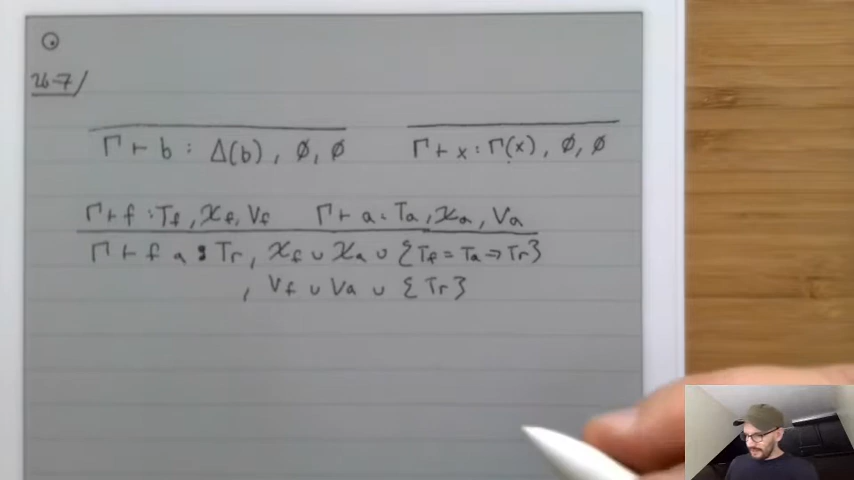 26-7/
Γ ⊢ b : Δ(b), ∅, ∅   Γ ⊢ x : Γ(x), ∅, ∅
Γ ⊢ f : Tf, Xf, Vf   Γ ⊢ a : Ta, Xa, Va
Γ ⊢ f a : Tr, Xf ∪ Xa ∪ {Tf = Ta → Tr}
, Vf ∪ Va ∪ {Tr}